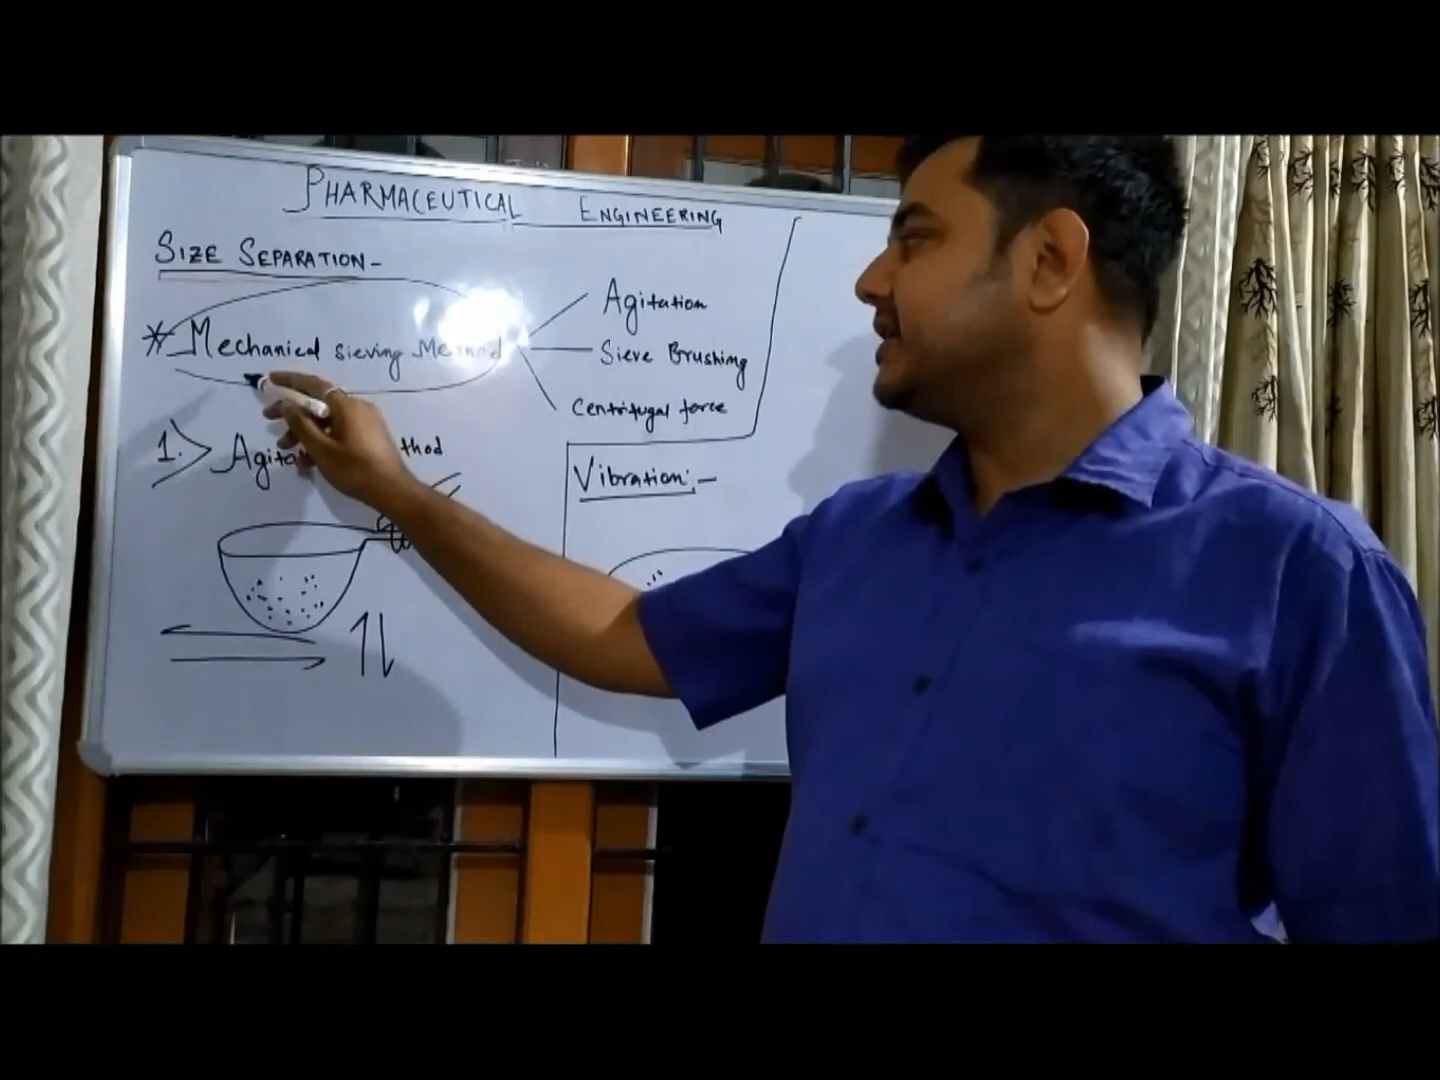 PHARMACEUTICAL ENGINEERING
SIZE SEPARATION-
* Mechanical sieving Method
Agitation
Sieve Brushing
Centrifugal force
1.> Agita thod
Vibration:-